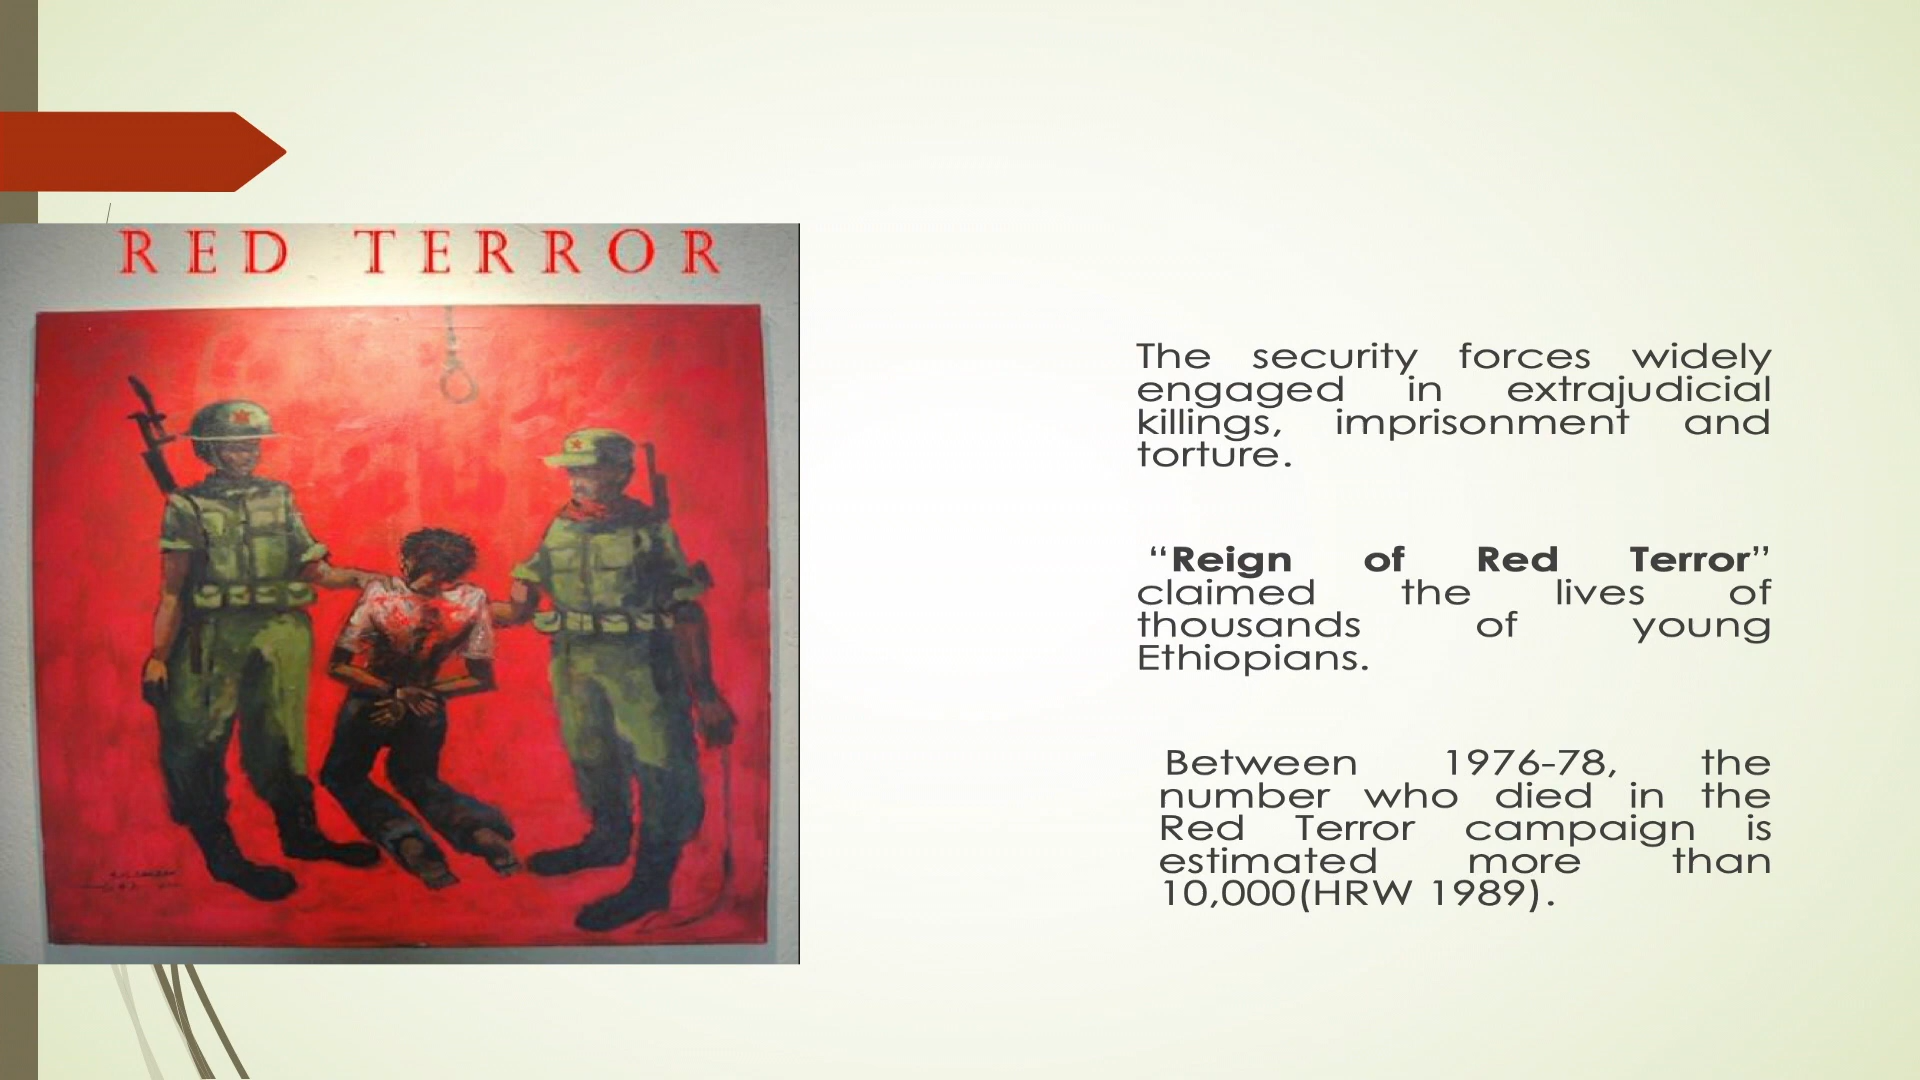 RED TERROR
The security forces widely
engaged in extrajudicial
killings, imprisonment and
torture.
“Reign of Red Terror”
claimed the lives of
thousands of young
Ethiopians.
Between 1976-78, the
number who died in the
Red Terror campaign is
estimated more than
10,000(HRW 1989).